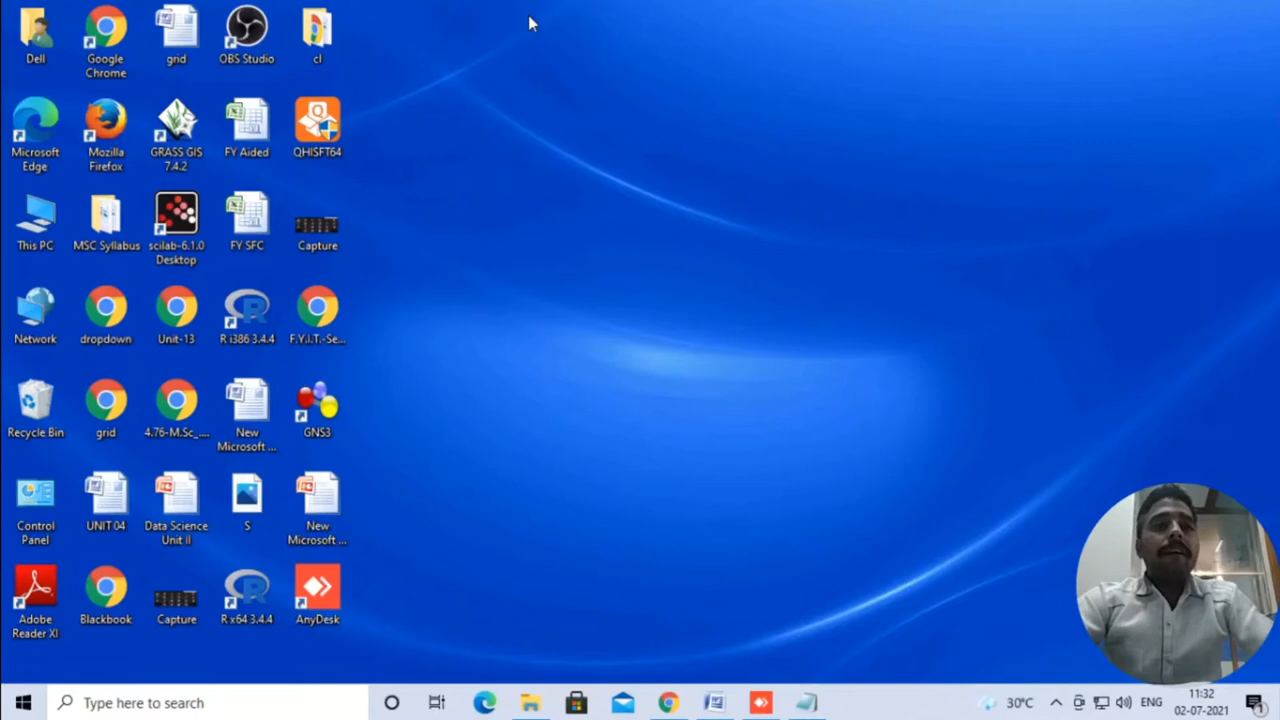 Dell
Google Chrome
grid
OBS Studio
cl
Microsoft Edge
Mozilla Firefox
GRASS GIS 7.4.2
FY Aided
QHISFT64
This PC
MSC Syllabus
scilab-6.1.0 Desktop
FY SFC
Capture
Network
dropdown
Unit-13
R i386 3.4.4
F.Y.I.T.-Se...
Recycle Bin
grid
4.76-M.Sc_....
New Microsoft ...
GNS3
Control Panel
UNIT 04
Data Science Unit II
S
New Microsoft ...
Adobe Reader XI
Blackbook
Capture
R x64 3.4.4
AnyDesk
Type here to search
30°C
ENG
11:32
02-07-2021
1